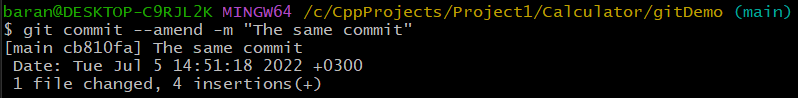 baran@DESKTOP-C9RJL2K MINGW64 /c/CppProjects/Project1/Calculator/gitDemo (main)
$ git commit --amend -m "The same commit"
[main cb810fa] The same commit
 Date: Tue Jul 5 14:51:18 2022 +0300
 1 file changed, 4 insertions(+)